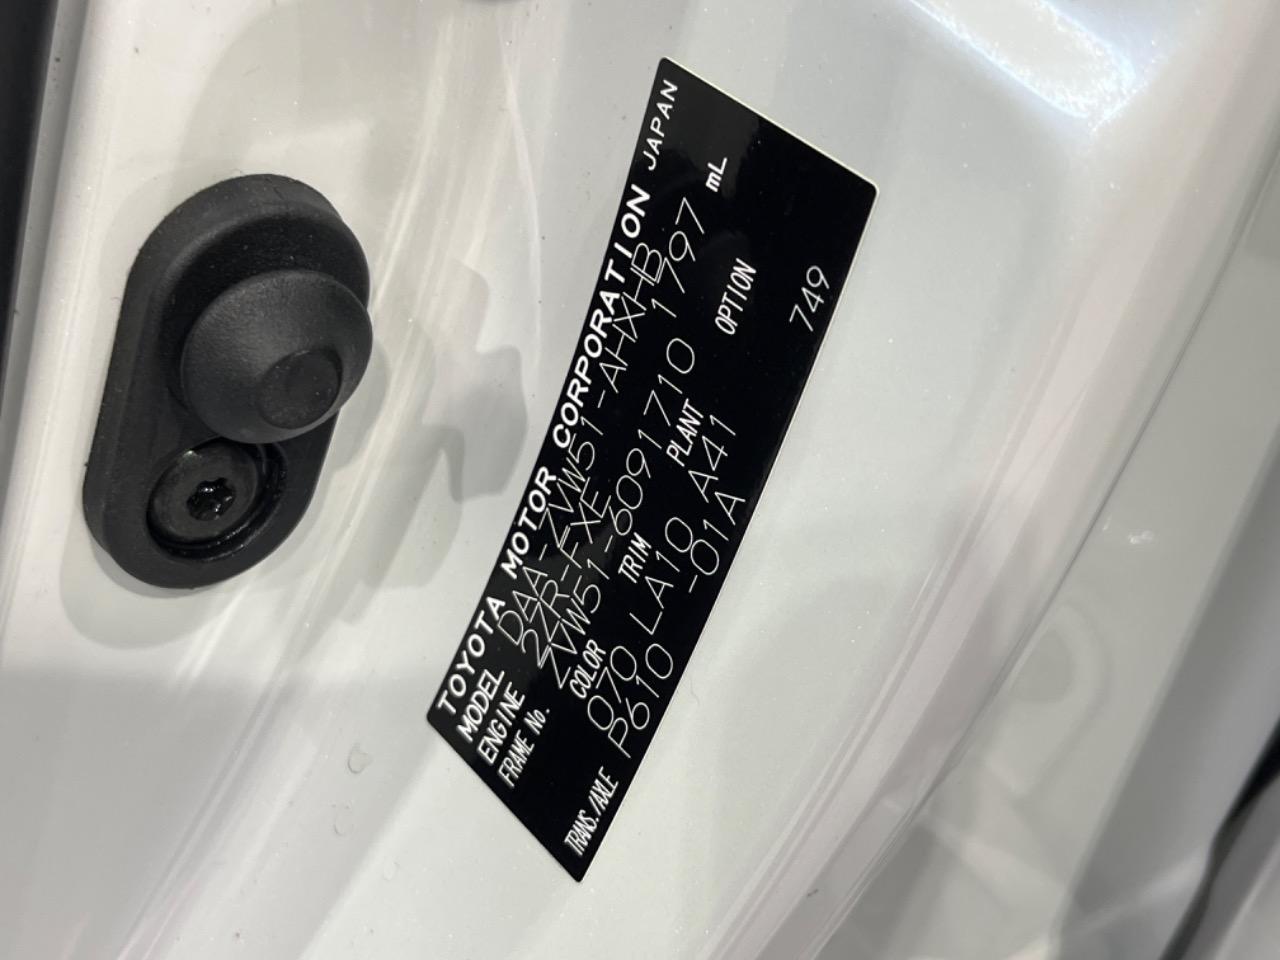 TOYOTA MOTOR CORPORATION JAPAN
MODEL DAA-ZVW51-AHXHB
ENGINE 2ZR-FXE 1797 mL
FRAME No. ZVW51-6091710
COLOR TRIM PLANT OPTION
070 LA10 A41
TRANS./AXLE P610 -01A 749